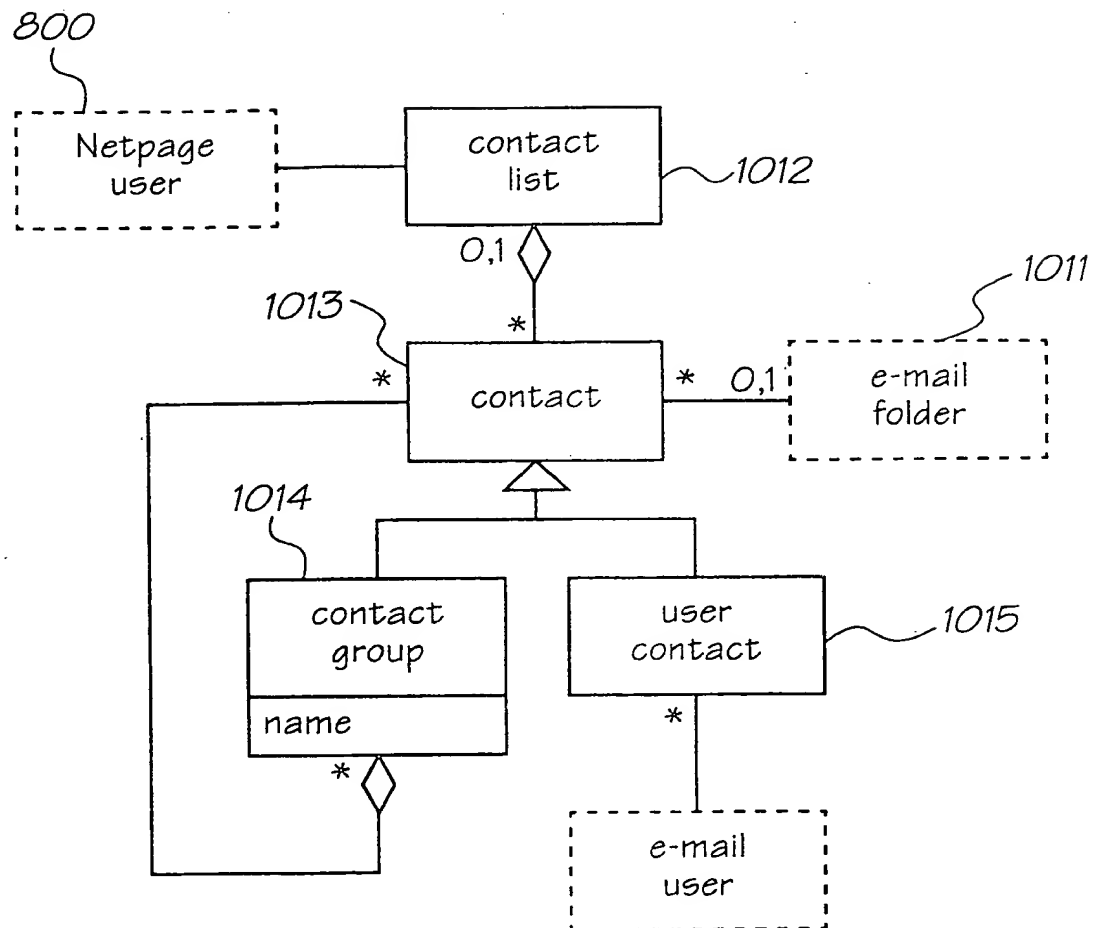 800
Netpage
user
contact
list
1012
0,1
*
1013
1011
*
contact
*
0,1
e-mail
folder
1014
contact
group
name
*
user
contact
1015
*
e-mail
user